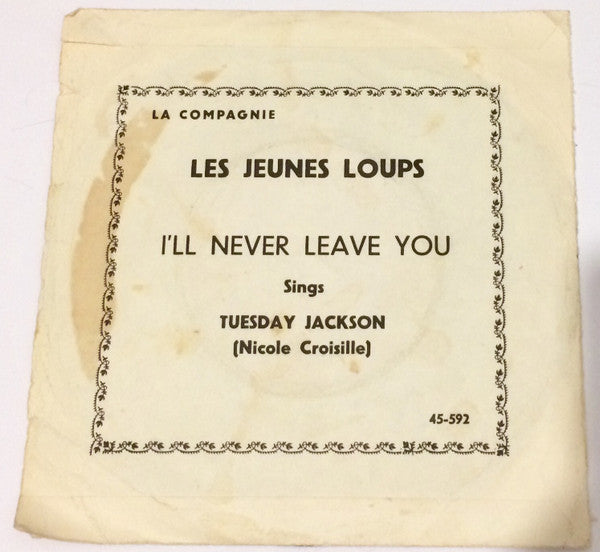 LA COMPAGNIE
LES JEUNES LOUPS
I'LL NEVER LEAVE YOU
Sings
TUESDAY JACKSON
(Nicole Croisille)
45-592